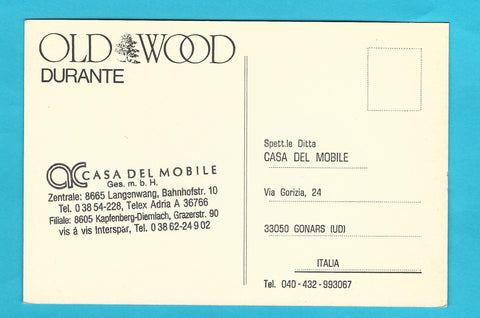 OLD WOOD
DURANTE
ac CASA DEL MOBILE
Ges. m. b. H.
Zentrale: 8665 Langenwang, Bahnhofstr. 10
Tel. 0 38 54-228, Telex Adria A 36766
Filiale: 8605 Kapfenberg-Diemlach, Grazerstr. 90
vis á vis Interspar, Tel. 0 38 62-24 9 02
Spett.le Ditta
CASA DEL MOBILE
Via Gorizia, 24
33050 GONARS (UD)
ITALIA
Tel. 040-432-993067